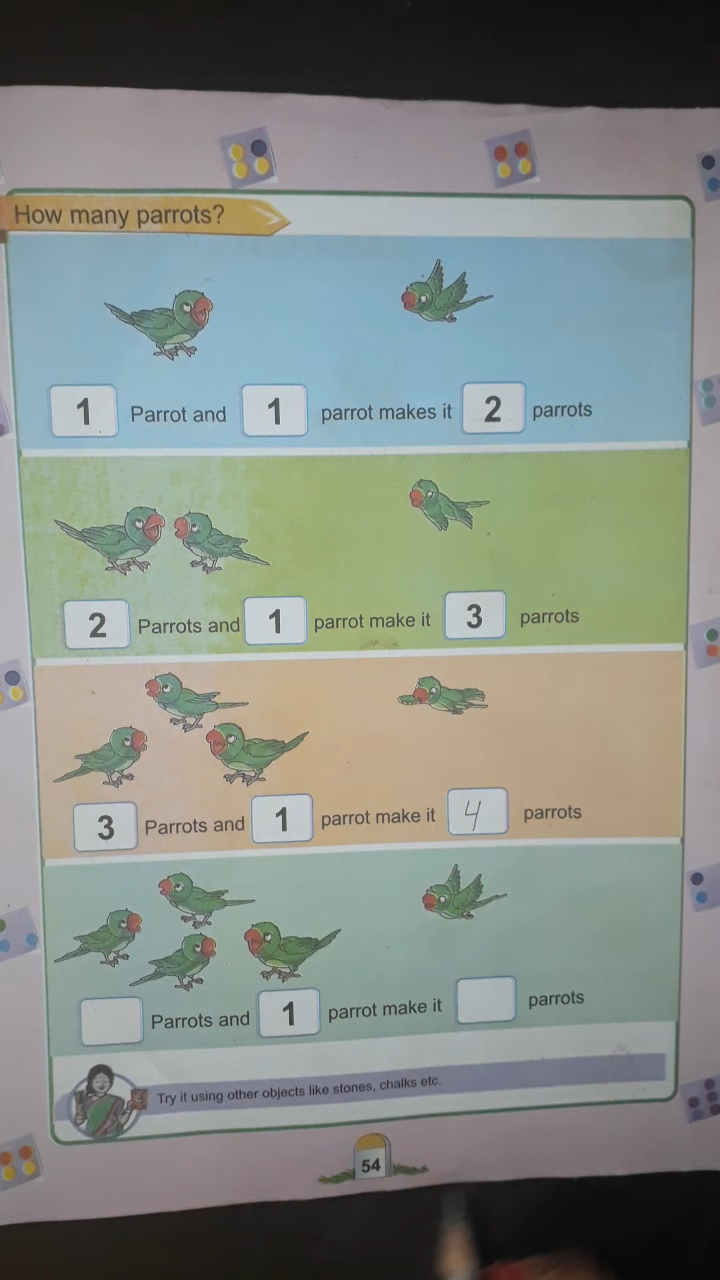 How many parrots?
1 Parrot and 1 parrot makes it 2 parrots
2 Parrots and 1 parrot make it 3 parrots
3 Parrots and 1 parrot make it 4 parrots
Parrots and 1 parrot make it parrots
Try it using other objects like stones, chalks etc.
54